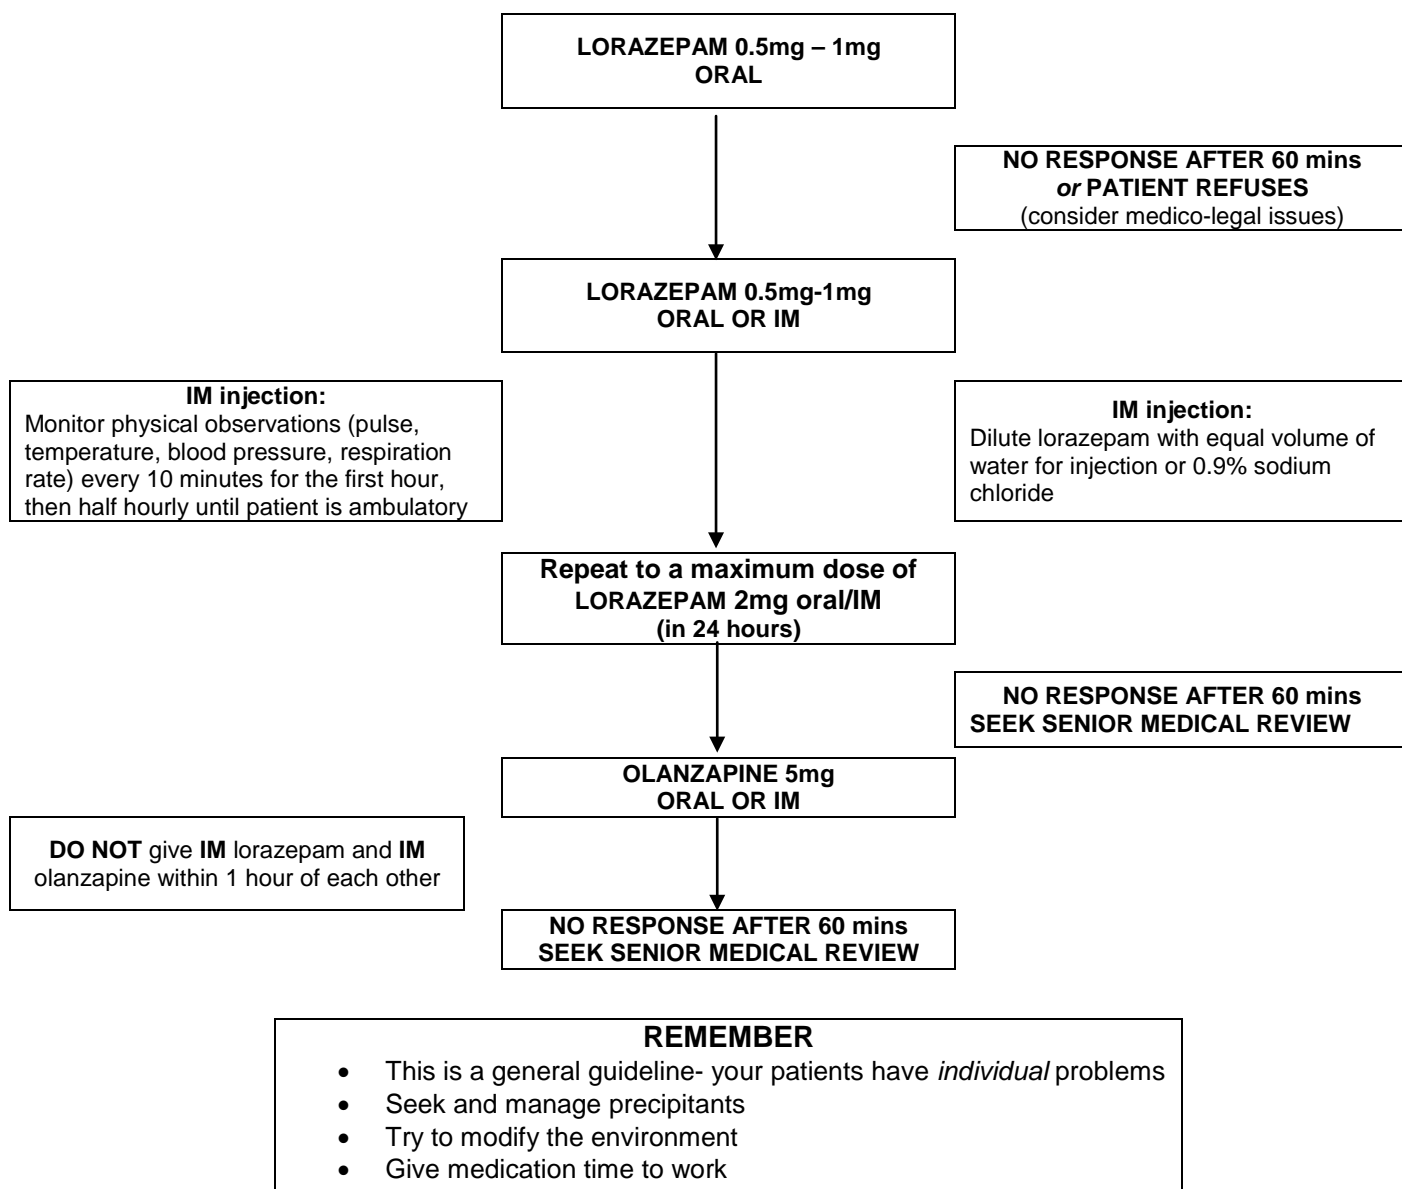 LORAZEPAM 0.5mg – 1mg
ORAL
NO RESPONSE AFTER 60 mins
or PATIENT REFUSES
(consider medico-legal issues)
LORAZEPAM 0.5mg-1mg
ORAL OR IM
IM injection:
Monitor physical observations (pulse,
temperature, blood pressure, respiration
rate) every 10 minutes for the first hour,
then half hourly until patient is ambulatory
IM injection:
Dilute lorazepam with equal volume of
water for injection or 0.9% sodium
chloride
Repeat to a maximum dose of
LORAZEPAM 2mg oral/IM
(in 24 hours)
NO RESPONSE AFTER 60 mins
SEEK SENIOR MEDICAL REVIEW
OLANZAPINE 5mg
ORAL OR IM
DO NOT give IM lorazepam and IM
olanzapine within 1 hour of each other
NO RESPONSE AFTER 60 mins
SEEK SENIOR MEDICAL REVIEW
REMEMBER
• This is a general guideline- your patients have individual problems
• Seek and manage precipitants
• Try to modify the environment
• Give medication time to work